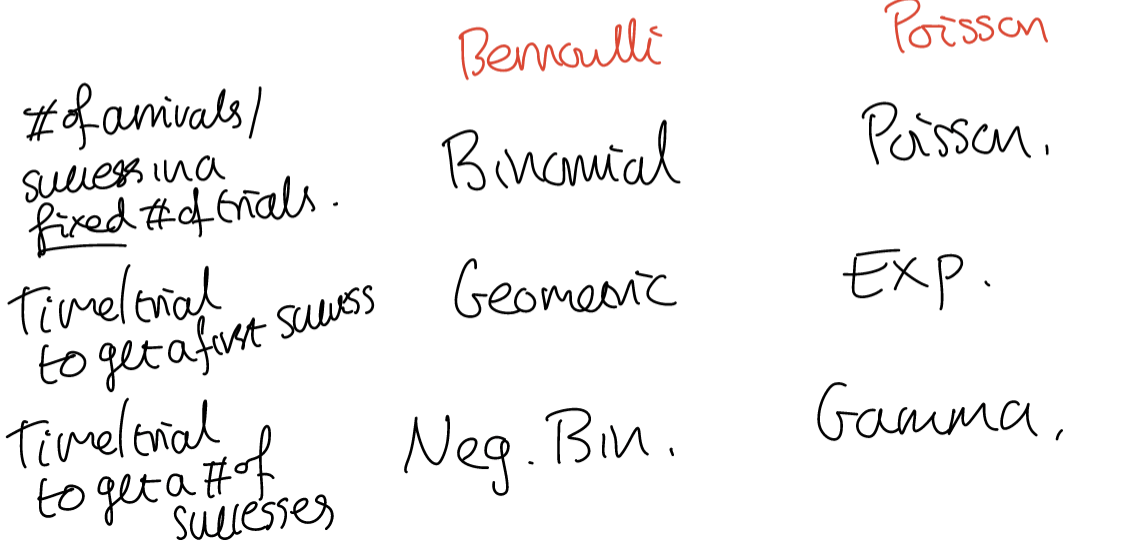 Bernoulli Poisson
# of arrivals/
success in a Binomial Poisson.
fixed # of trials.
Time/trial Geometric Exp.
to get a first success
Time/trial Neg. Bin. Gamma.
to get a # of
successes